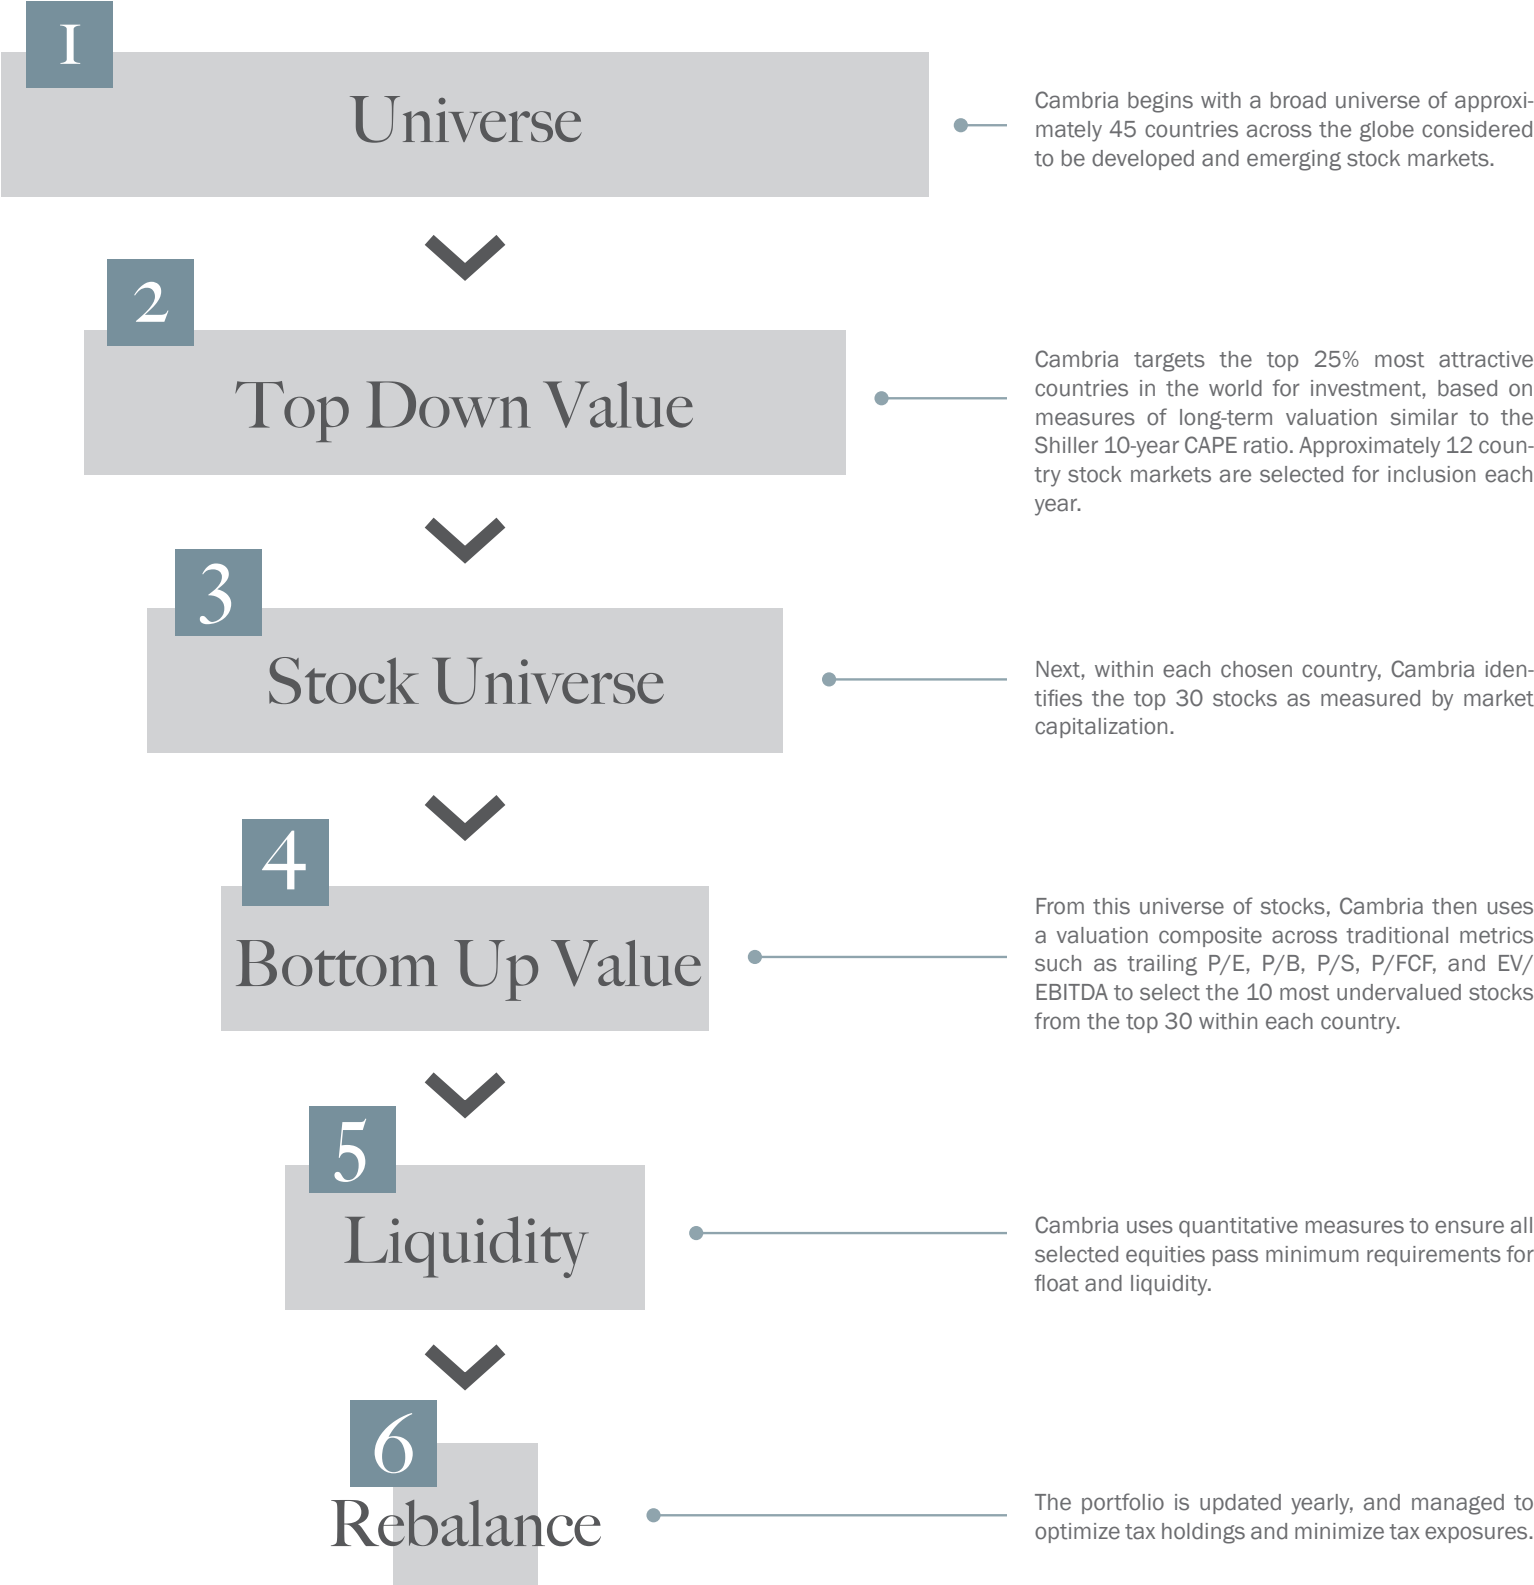 1
Universe
Cambria begins with a broad universe of approxi-
mately 45 countries across the globe considered
to be developed and emerging stock markets.
2
Top Down Value
Cambria targets the top 25% most attractive
countries in the world for investment, based on
measures of long-term valuation similar to the
Shiller 10-year CAPE ratio. Approximately 12 coun-
try stock markets are selected for inclusion each
year.
3
Stock Universe
Next, within each chosen country, Cambria iden-
tifies the top 30 stocks as measured by market
capitalization.
4
Bottom Up Value
From this universe of stocks, Cambria then uses
a valuation composite across traditional metrics
such as trailing P/E, P/B, P/S, P/FCF, and EV/
EBITDA to select the 10 most undervalued stocks
from the top 30 within each country.
5
Liquidity
Cambria uses quantitative measures to ensure all
selected equities pass minimum requirements for
float and liquidity.
6
Rebalance
The portfolio is updated yearly, and managed to
optimize tax holdings and minimize tax exposures.